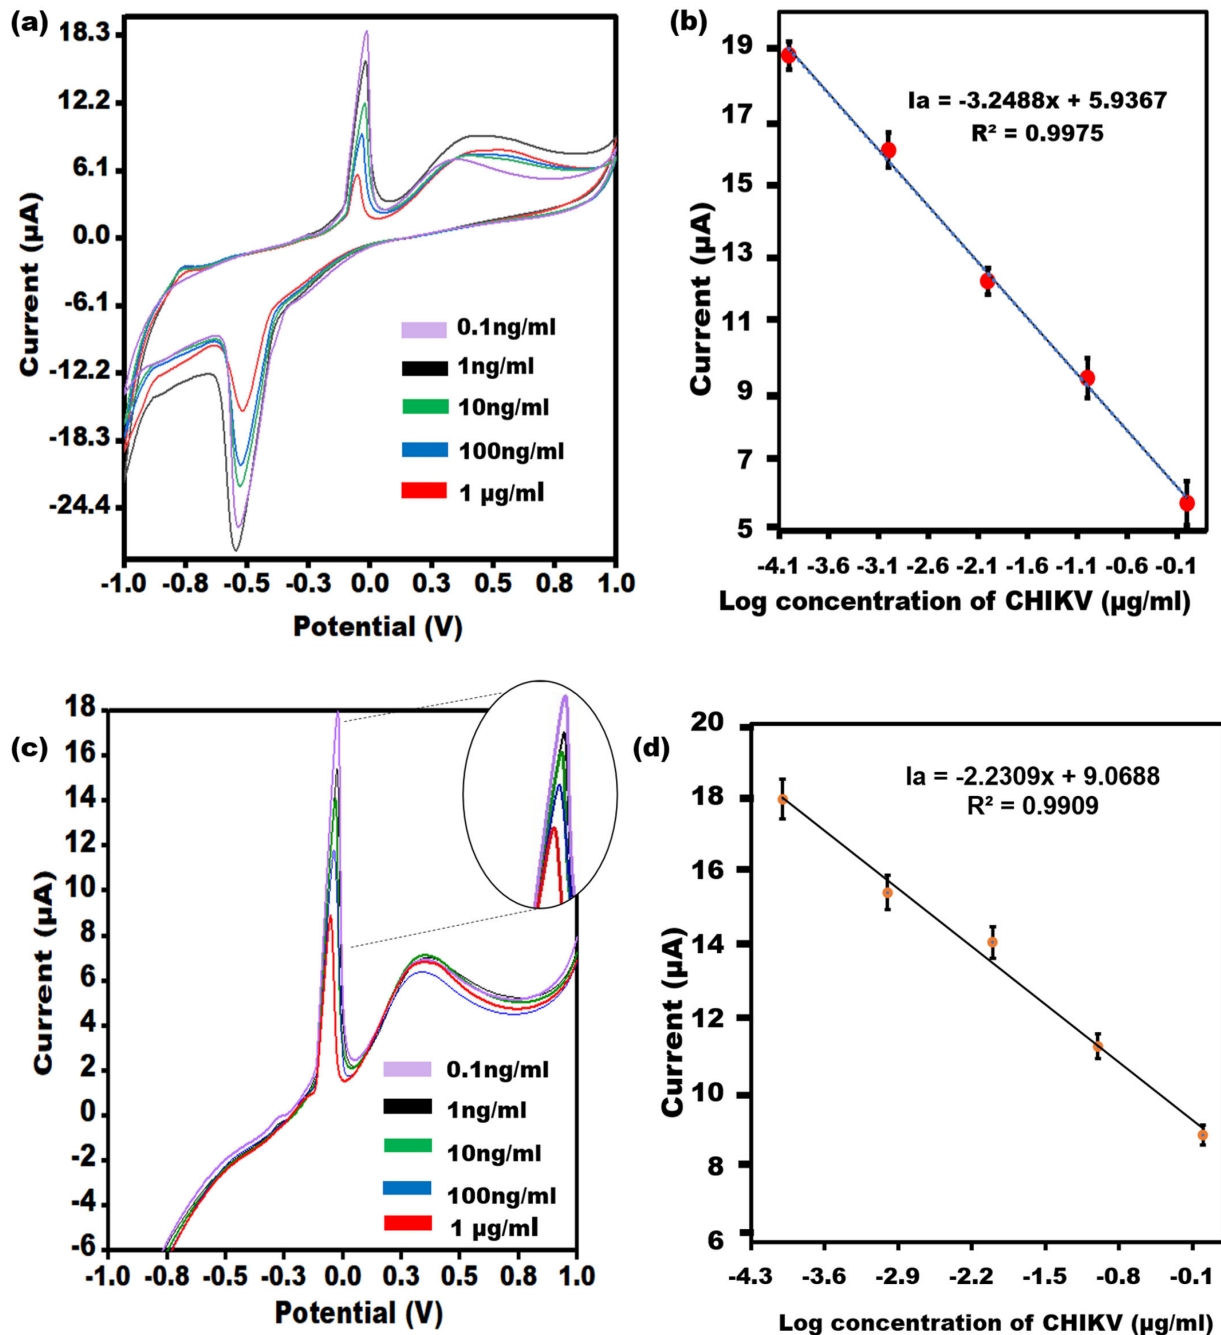 (a)
18.3
12.2
6.1
0.0
-6.1
-12.2
-18.3
-24.4
Current (µA)
0.1ng/ml
1ng/ml
10ng/ml
100ng/ml
1 µg/ml
-1.0 -0.8 -0.5 -0.3 0.0 0.3 0.5 0.8 1.0
Potential (V)
(b)
19
17
15
13
11
9
7
5
Current (µA)
Ia = -3.2488x + 5.9367
R² = 0.9975
-4.1 -3.6 -3.1 -2.6 -2.1 -1.6 -1.1 -0.6 -0.1
Log concentration of CHIKV (µg/ml)
(c)
18
16
14
12
10
8
6
4
2
0
-2
-4
-6
Current (µA)
0.1ng/ml
1ng/ml
10ng/ml
100ng/ml
1 µg/ml
-1.0 -0.8 -0.5 -0.3 0.0 0.3 0.5 0.8 1.0
Potential (V)
(d)
20
18
16
14
12
10
8
6
Current (µA)
Ia = -2.2309x + 9.0688
R² = 0.9909
-4.3 -3.6 -2.9 -2.2 -1.5 -0.8 -0.1
Log concentration of CHIKV (µg/ml)